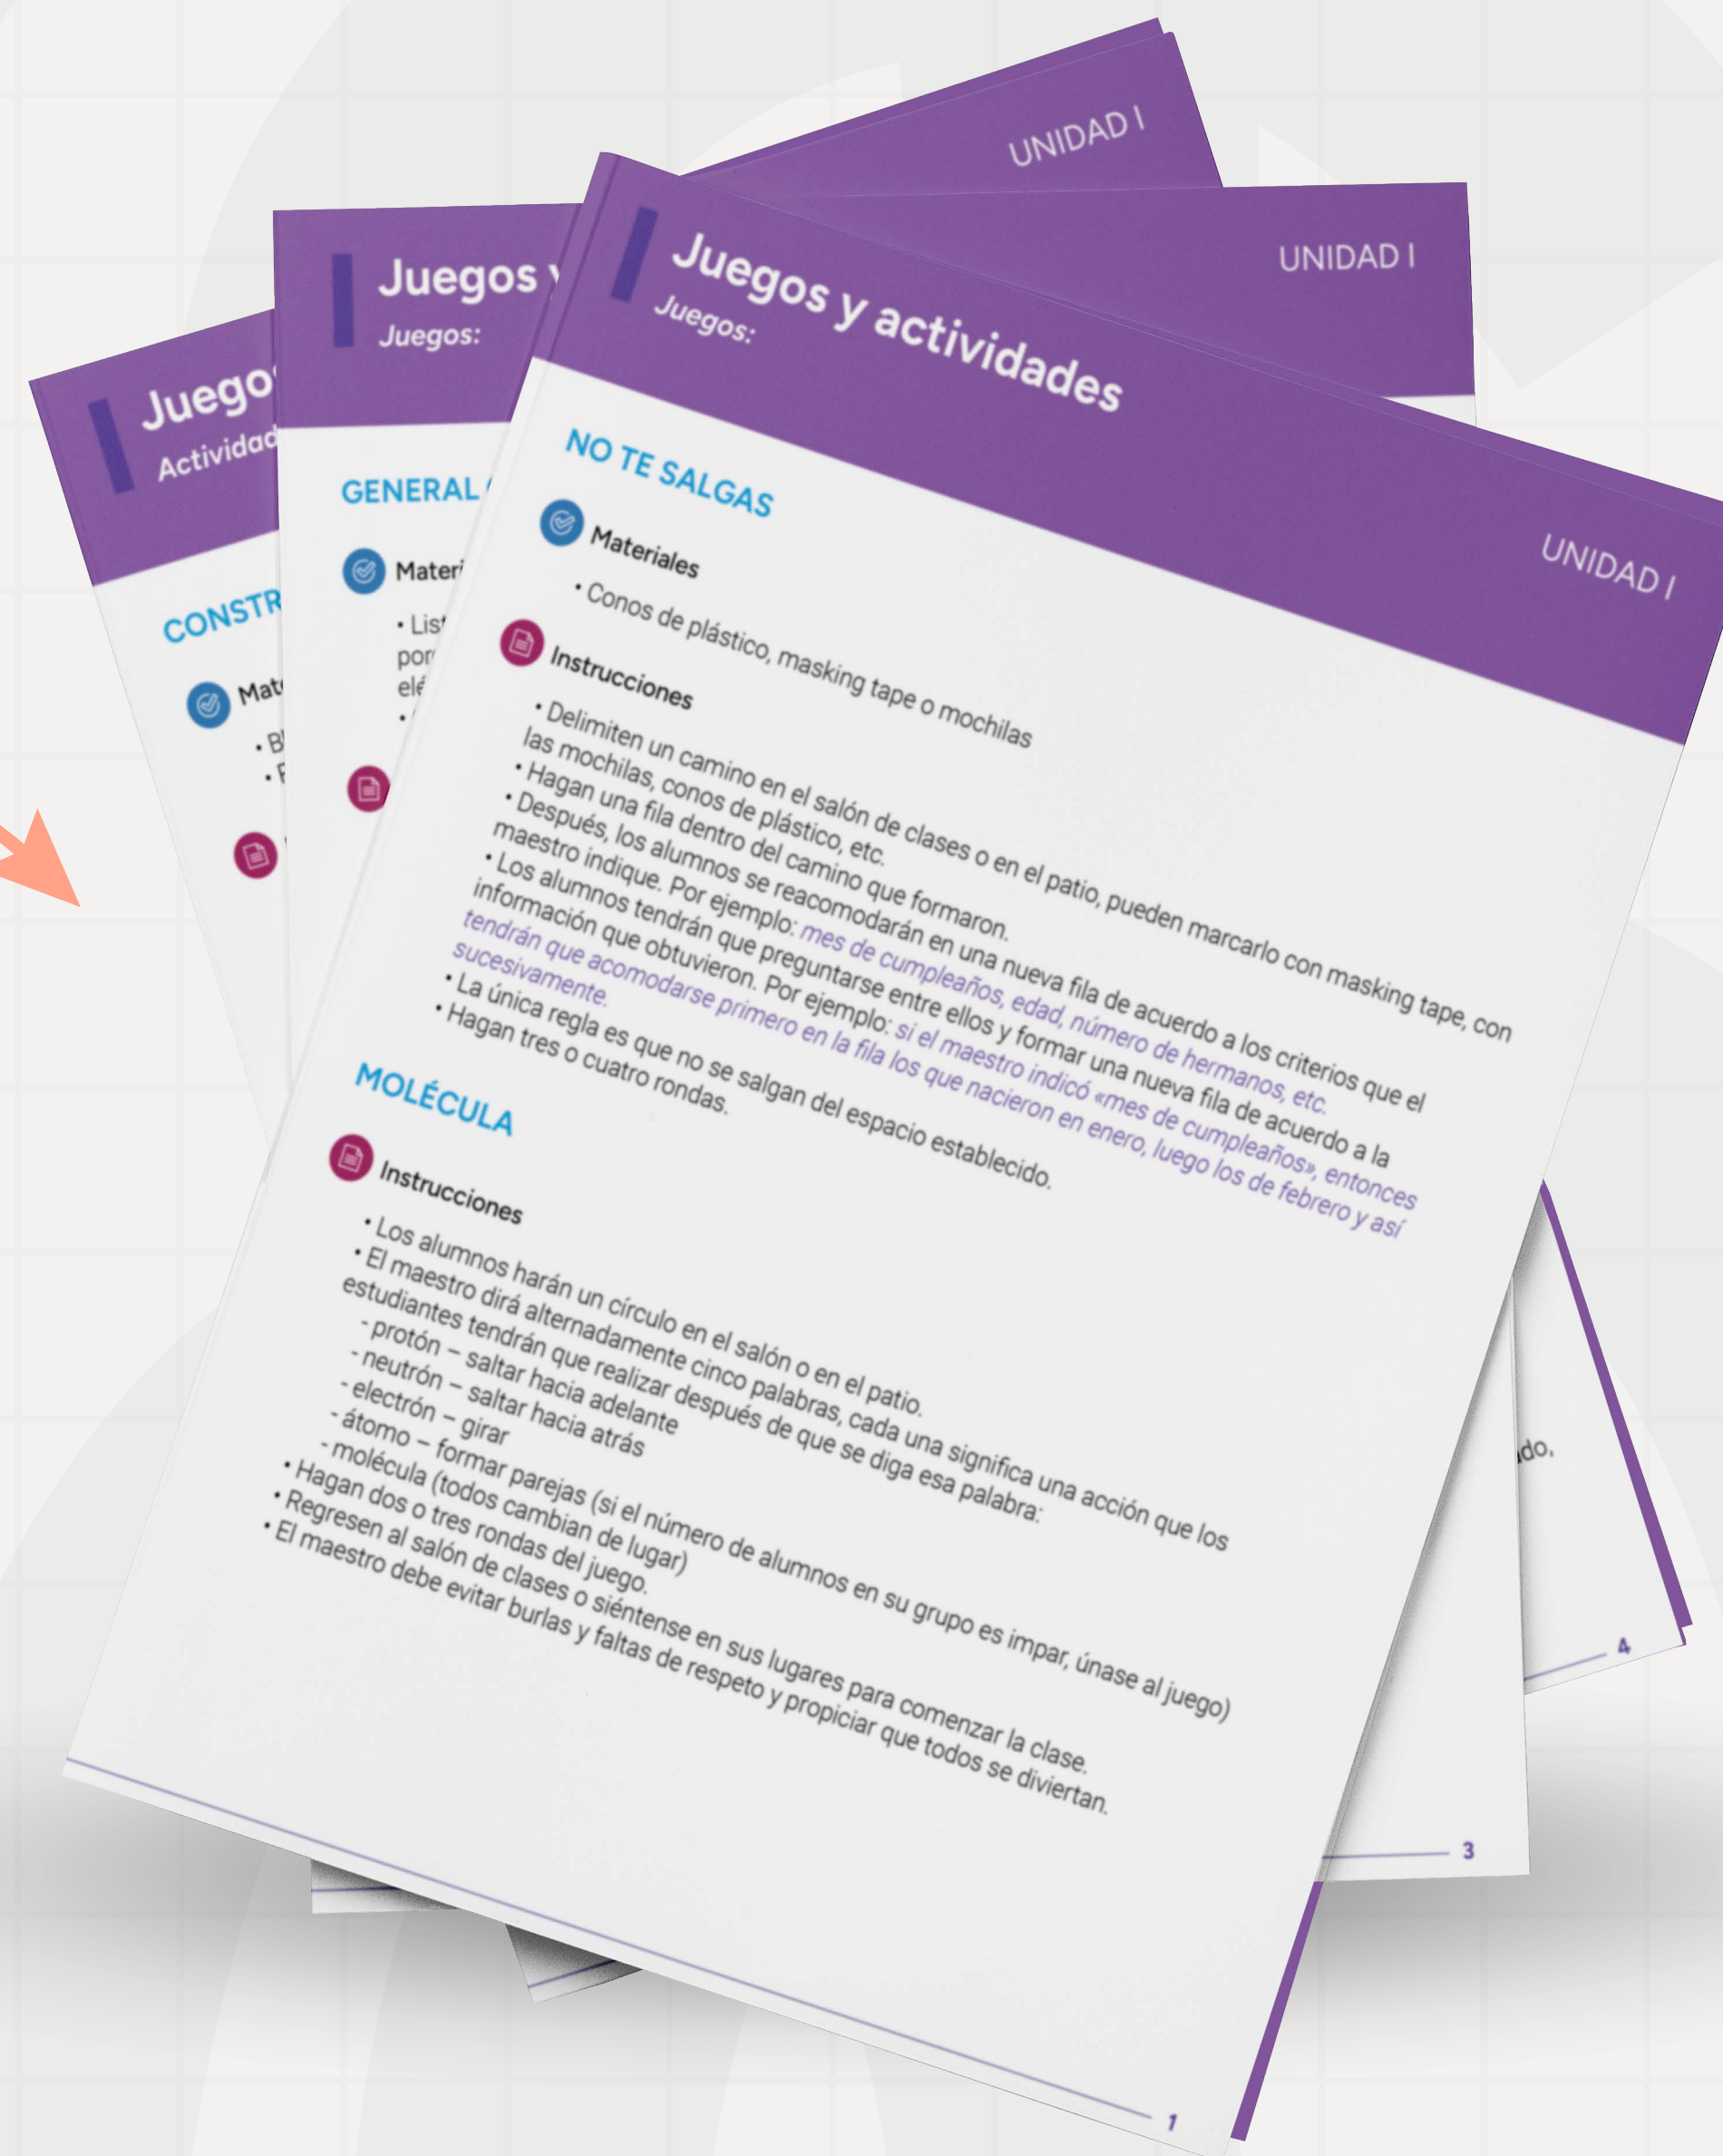 UNIDAD I
UNIDAD I
Juegos
Actividad
Juegos
Juegos:
Juegos y actividades
Juegos:
UNIDAD I
NO TE SALGAS
Materiales
• Conos de plástico, masking tape o mochilas
Instrucciones
• Delimiten un camino en el salón de clases o en el patio, pueden marcarlo con masking tape, con
las mochilas, conos de plástico, etc.
• Hagan una fila dentro del camino que formaron.
• Después, los alumnos se reacomodarán en una nueva fila de acuerdo a los criterios que el
maestro indique. Por ejemplo: mes de cumpleaños, edad, número de hermanos, etc.
• Los alumnos tendrán que preguntarse entre ellos y formar una nueva fila de acuerdo a la
información que obtuvieron. Por ejemplo: si el maestro indicó «mes de cumpleaños», entonces
tendrán que acomodarse primero en la fila los que nacieron en enero, luego los de febrero y así
sucesivamente.
• La única regla es que no se salgan del espacio establecido.
• Hagan tres o cuatro rondas.
MOLÉCULA
Instrucciones
• Los alumnos harán un círculo en el salón o en el patio.
• El maestro dirá alternadamente cinco palabras, cada una significa una acción que los
estudiantes tendrán que realizar después de que se diga esa palabra:
- protón – saltar hacia adelante
- neutrón – saltar hacia atrás
- electrón – girar
- átomo – formar parejas (si el número de alumnos en su grupo es impar, únase al juego)
- molécula (todos cambian de lugar)
• Hagan dos o tres rondas del juego.
• Regresen al salón de clases o siéntense en sus lugares para comenzar la clase.
• El maestro debe evitar burlas y faltas de respeto y propiciar que todos se diviertan.
1
GENERAL
3
4